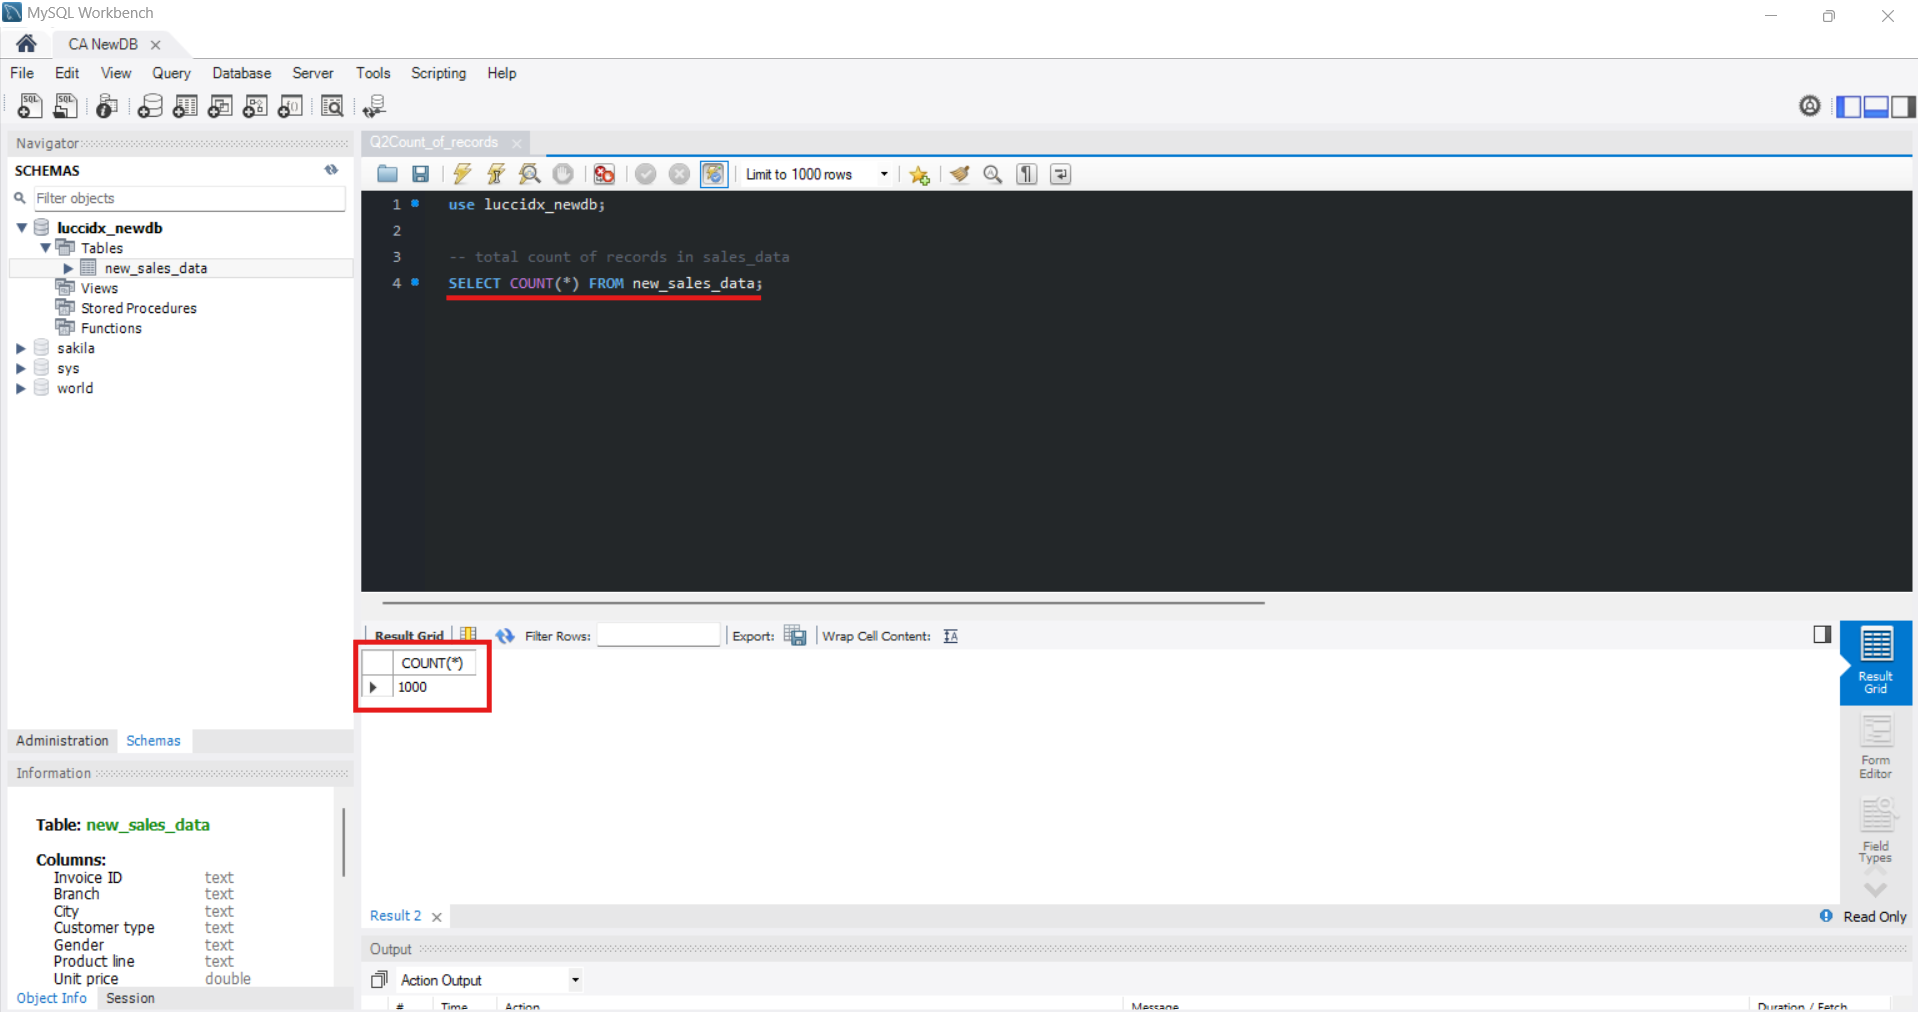 MySQL Workbench
CA NewDB
File Edit View Query Database Server Tools Scripting Help
Navigator
SCHEMAS
Filter objects
luccidx_newdb
Tables
new_sales_data
Views
Stored Procedures
Functions
sakila
sys
world
Administration Schemas
Information
Table: new_sales_data
Columns:
Invoice ID text
Branch text
City text
Customer type text
Gender text
Product line text
Unit price double
Object Info Session
Q2Count_of_records
Limit to 1000 rows
1 use luccidx_newdb;
2
3 -- total count of records in sales_data
4 SELECT COUNT(*) FROM new_sales_data;
Result Grid Filter Rows: Export: Wrap Cell Content:
COUNT(*)
1000
Result
Grid
Form
Editor
Field
Types
Result 2
Read Only
Output
Action Output
# Time Action Message Duration / Fetch